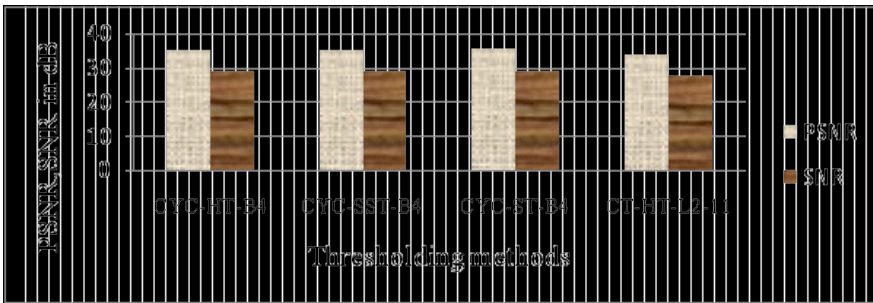 PSNR,SNR in dB
40
30
20
10
0
CYC-HT-B4 CYC-SST-B4 CYC-ST-B4 CT-HT-L2-11
Thresholding methods
PSNR
SNR